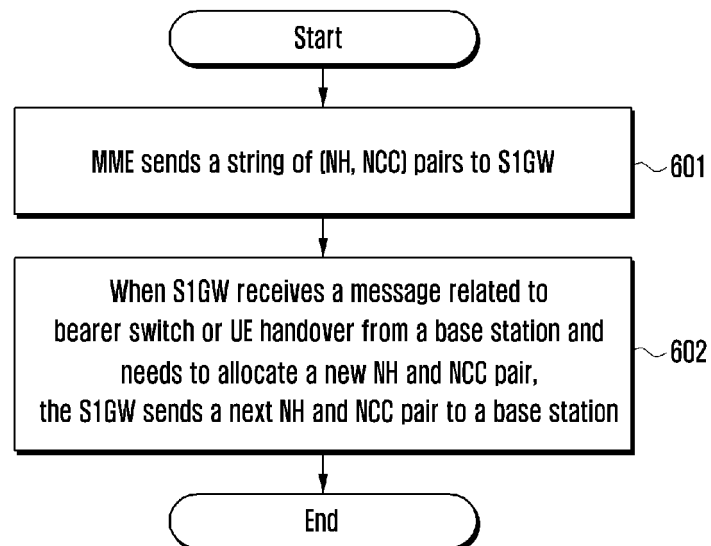 Start
MME sends a string of (NH, NCC) pairs to S1GW
601
When S1GW receives a message related to
bearer switch or UE handover from a base station and
needs to allocate a new NH and NCC pair,
the S1GW sends a next NH and NCC pair to a base station
602
End